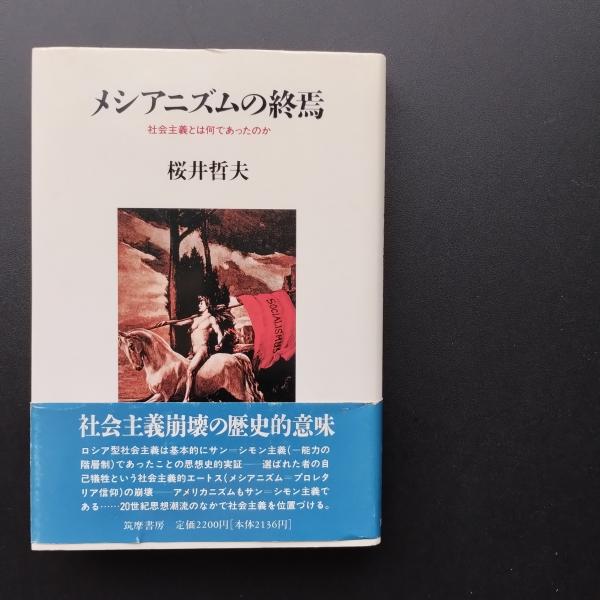 メシアニズムの終焉
社会主義とは何であったのか
桜井哲夫
SOCIALISMUS
社会主義崩壊の歴史的意味
ロシア型社会主義は基本的にサン=シモン主義(―能力の
階層制)であったことの思想史的実証――選ばれた者の自
己犠牲という社会主義的エートス(メシアニズム=プロレタ
リア信仰)の崩壊――アメリカニズムもサン=シモン主義で
ある……20世紀思想潮流のなかで社会主義を位置づける。
筑摩書房 定価2200円[本体2136円]